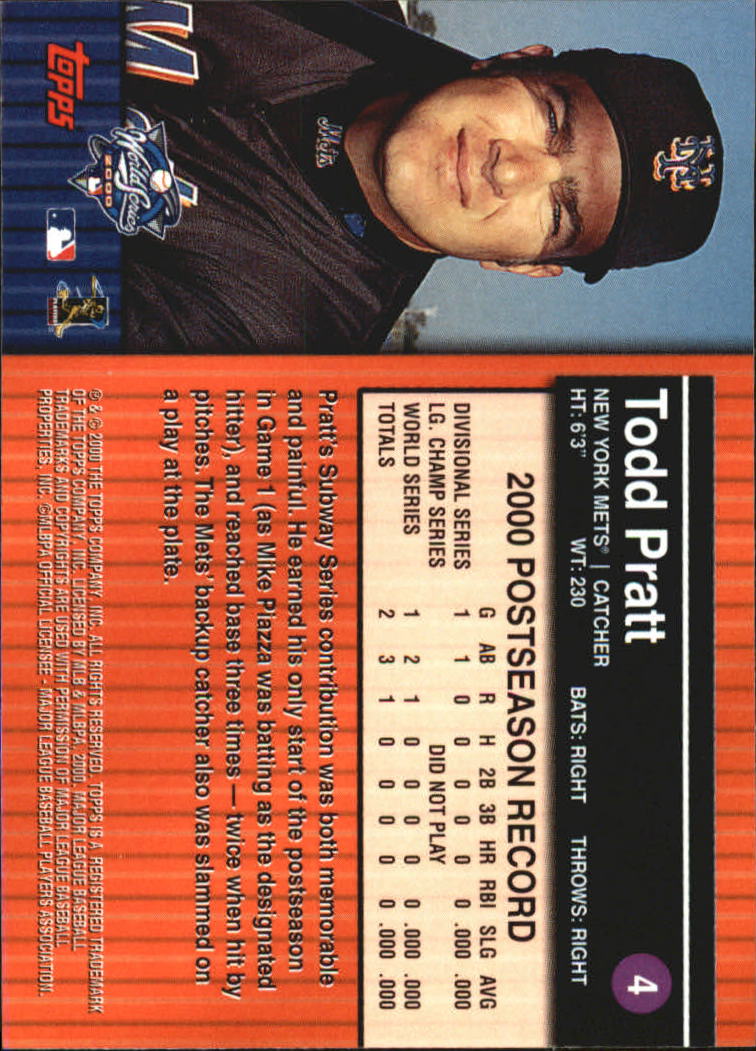 Todd Pratt
4
NEW YORK METS® | CATCHER
HT: 6'3" WT: 230 BATS: RIGHT THROWS: RIGHT
2000 POSTSEASON RECORD
G AB R H 2B 3B HR RBI SLG AVG
DIVISIONAL SERIES 1 1 0 0 0 0 0 0 .000 .000
LG. CHAMP SERIES DID NOT PLAY
WORLD SERIES 1 2 1 0 0 0 0 0 .000 .000
TOTALS 2 3 1 0 0 0 0 0 .000 .000
Pratt's Subway Series contribution was both memorable
and painful. He earned his only start of the postseason
in Game 1 (as Mike Piazza was batting as the designated
hitter), and reached base three times — twice when hit by
pitches. The Mets' backup catcher also was slammed on
a play at the plate.
® & © 2000 THE TOPPS COMPANY, INC. ALL RIGHTS RESERVED. TOPPS IS A REGISTERED TRADEMARK
OF THE TOPPS COMPANY, INC. LICENSED BY MLB & MLBPA, 2000. MAJOR LEAGUE BASEBALL
TRADEMARKS AND COPYRIGHTS ARE USED WITH PERMISSION OF MAJOR LEAGUE BASEBALL
PROPERTIES, INC. ©MLBPA OFFICIAL LICENSEE - MAJOR LEAGUE BASEBALL PLAYERS ASSOCIATION.
NY
Mets
M
World Series
2000
TOPPS
PLAYERS